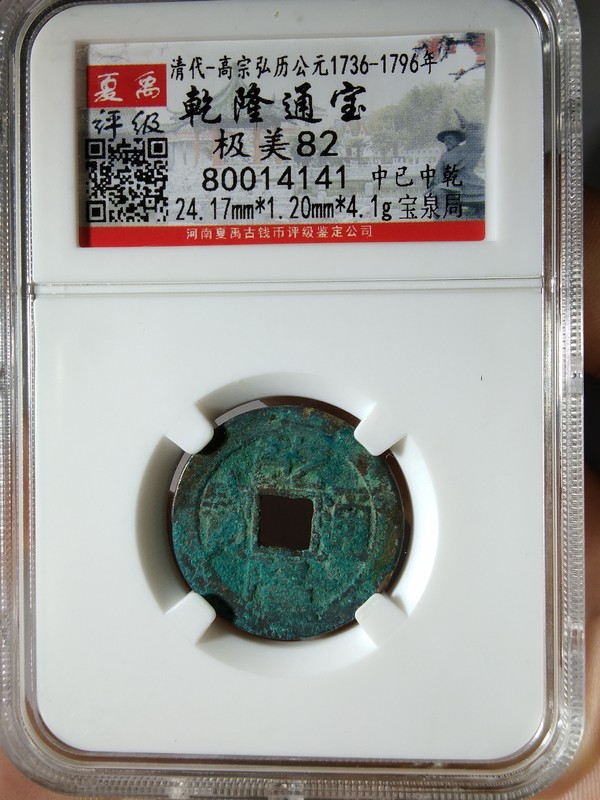 夏禹
评级
清代-高宗弘历公元1736-1796年
乾隆通宝
极美82
80014141 中已中乾
24.17mm*1.20mm*4.1g 宝泉局
河南夏禹古钱币评级鉴定公司